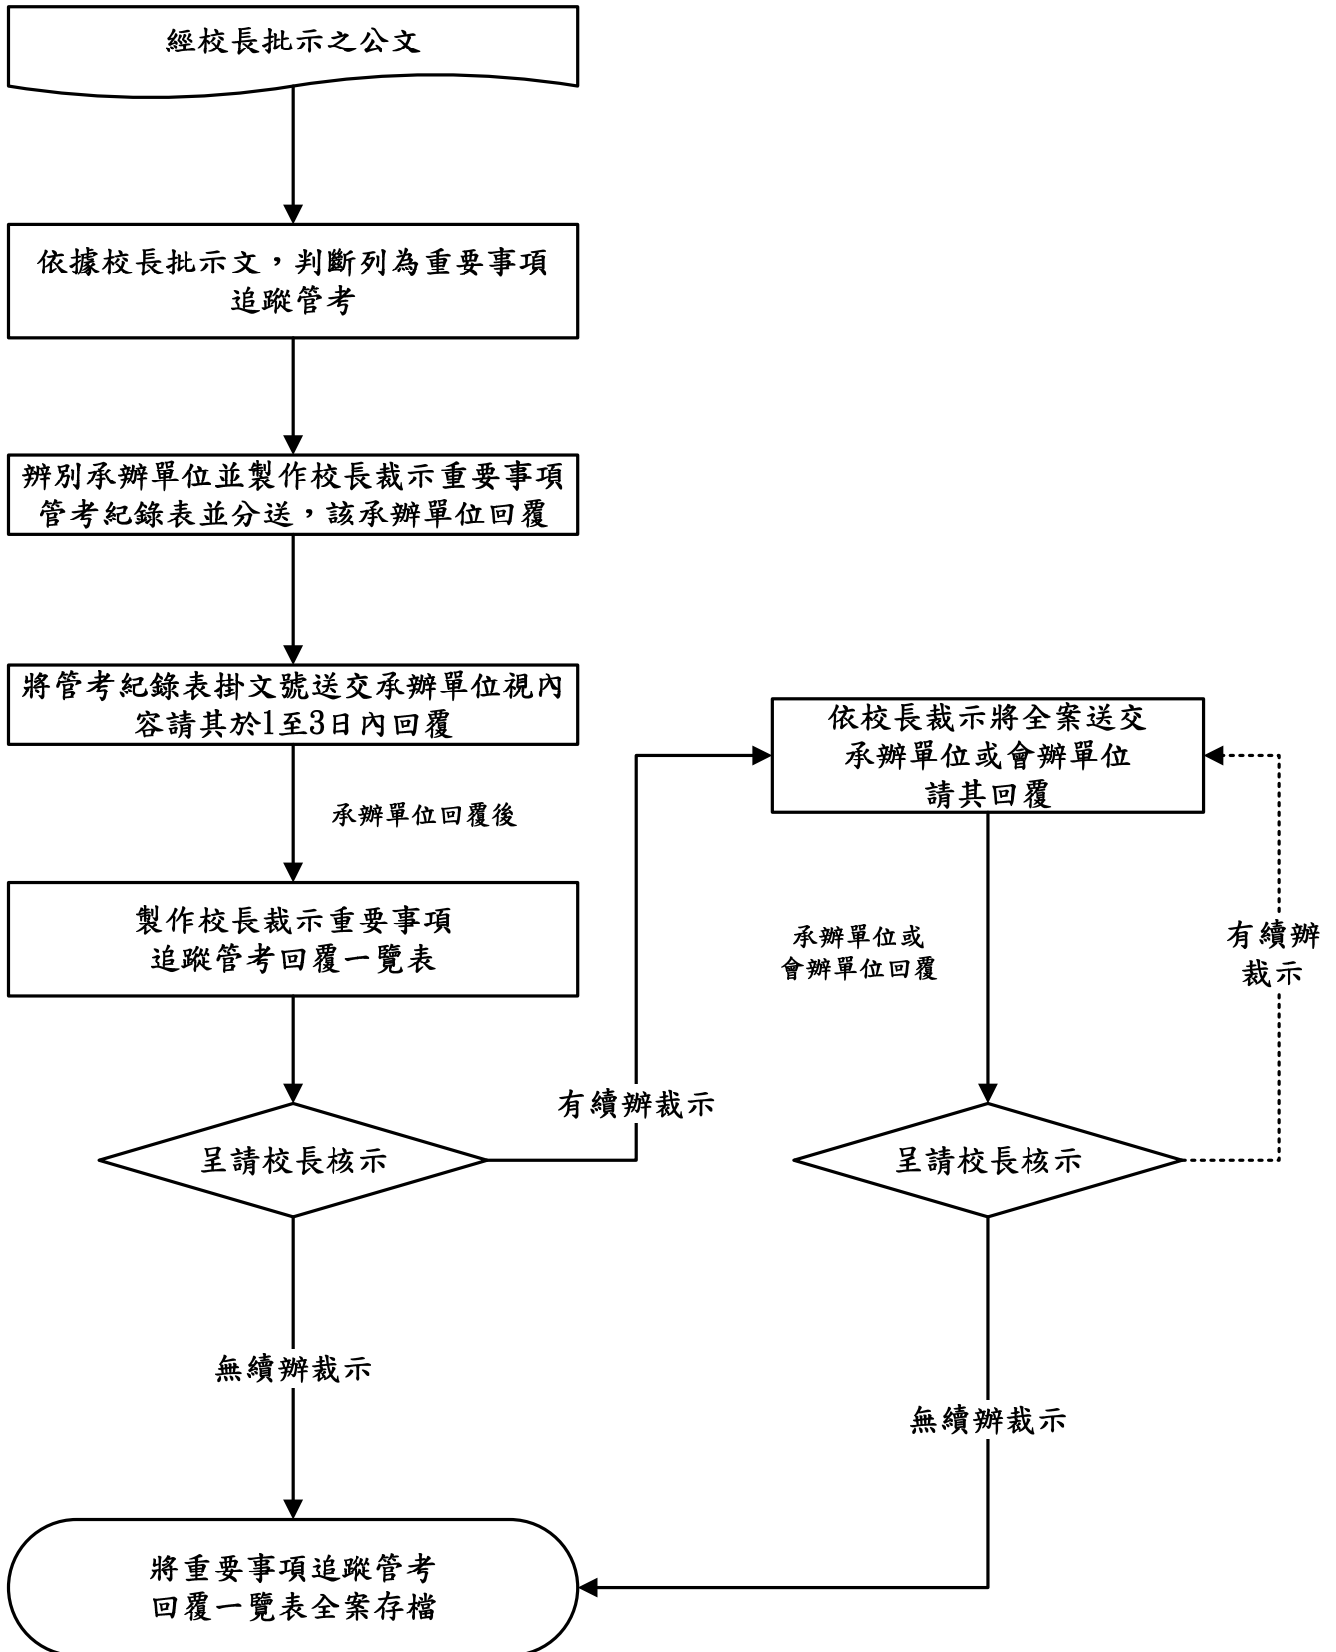 經校長批示之公文
依據校長批示文，判斷列為重要事項
追蹤管考
辨別承辦單位並製作校長裁示重要事項
管考紀錄表並分送，該承辦單位回覆
將管考紀錄表掛文號送交承辦單位視內
容請其於1至3日內回覆
承辦單位回覆後
製作校長裁示重要事項
追蹤管考回覆一覽表
呈請校長核示
有續辦裁示
依校長裁示將全案送交
承辦單位或會辦單位
請其回覆
承辦單位或
會辦單位回覆
有續辦
裁示
呈請校長核示
無續辦裁示
無續辦裁示
將重要事項追蹤管考
回覆一覽表全案存檔